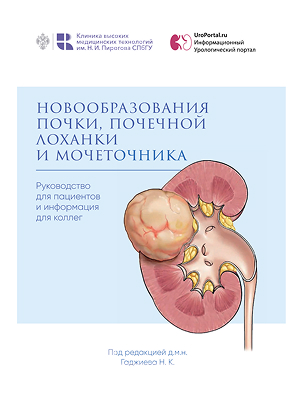 Клиника высоких
медицинских технологий
им. Н. И. Пирогова СПбГУ
UroPortal.ru
Информационный
Урологический портал
НОВООБРАЗОВАНИЯ
ПОЧКИ, ПОЧЕЧНОЙ
ЛОХАНКИ
И МОЧЕТОЧНИКА
Руководство
для пациентов
и информация
для коллег
Под редакцией д.м.н.
Гаджиева Н. К.